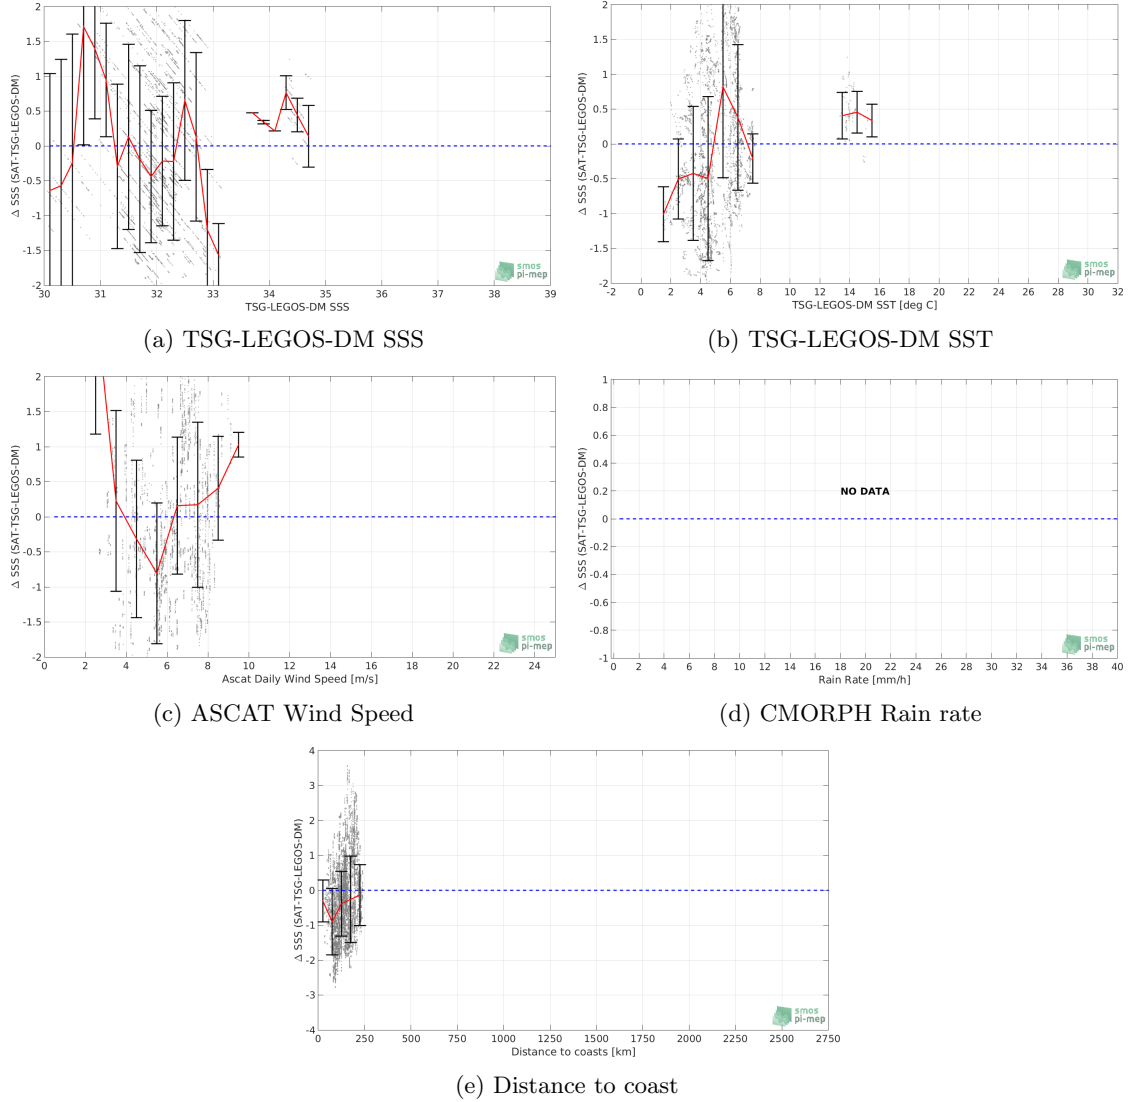 2
1.5
1
0.5
0
-0.5
-1
-1.5
-2
Δ SSS (SAT-TSG-LEGOS-DM)
30 31 32 33 34 35 36 37 38 39
TSG-LEGOS-DM SSS
smos
pi-mep
(a) TSG-LEGOS-DM SSS
2
1.5
1
0.5
0
-0.5
-1
-1.5
-2
Δ SSS (SAT-TSG-LEGOS-DM)
-2 0 2 4 6 8 10 12 14 16 18 20 22 24 26 28 30 32
TSG-LEGOS-DM SST [deg C]
smos
pi-mep
(b) TSG-LEGOS-DM SST
2
1.5
1
0.5
0
-0.5
-1
-1.5
-2
Δ SSS (SAT-TSG-LEGOS-DM)
0 2 4 6 8 10 12 14 16 18 20 22 24
Ascat Daily Wind Speed [m/s]
smos
pi-mep
(c) ASCAT Wind Speed
1
0.8
0.6
0.4
0.2
0
-0.2
-0.4
-0.6
-0.8
-1
Δ SSS (SAT-TSG-LEGOS-DM)
NO DATA
0 2 4 6 8 10 12 14 16 18 20 22 24 26 28 30 32 34 36 38 40
Rain Rate [mm/h]
smos
pi-mep
(d) CMORPH Rain rate
4
3
2
1
0
-1
-2
-3
-4
Δ SSS (SAT-TSG-LEGOS-DM)
0 250 500 750 1000 1250 1500 1750 2000 2250 2500 2750
Distance to coasts [km]
smos
pi-mep
(e) Distance to coast